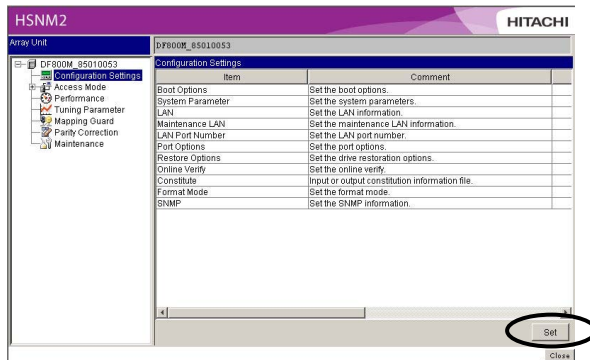 HSNM2 HITACHI
Array Unit DF800M_85010053
DF800M_85010053
Configuration Settings
Access Mode
Performance
Tuning Parameter
Mapping Guard
Parity Correction
Maintenance
Configuration Settings
Item Comment
Boot Options Set the boot options.
System Parameter Set the system parameters.
LAN Set the LAN information.
Maintenance LAN Set the maintenance LAN information.
LAN Port Number Set the LAN port number.
Port Options Set the port options.
Restore Options Set the drive restoration options.
Online Verify Set the online verify.
Constitute Input or output constitution information file.
Format Mode Set the format mode.
SNMP Set the SNMP information.
Set
Close